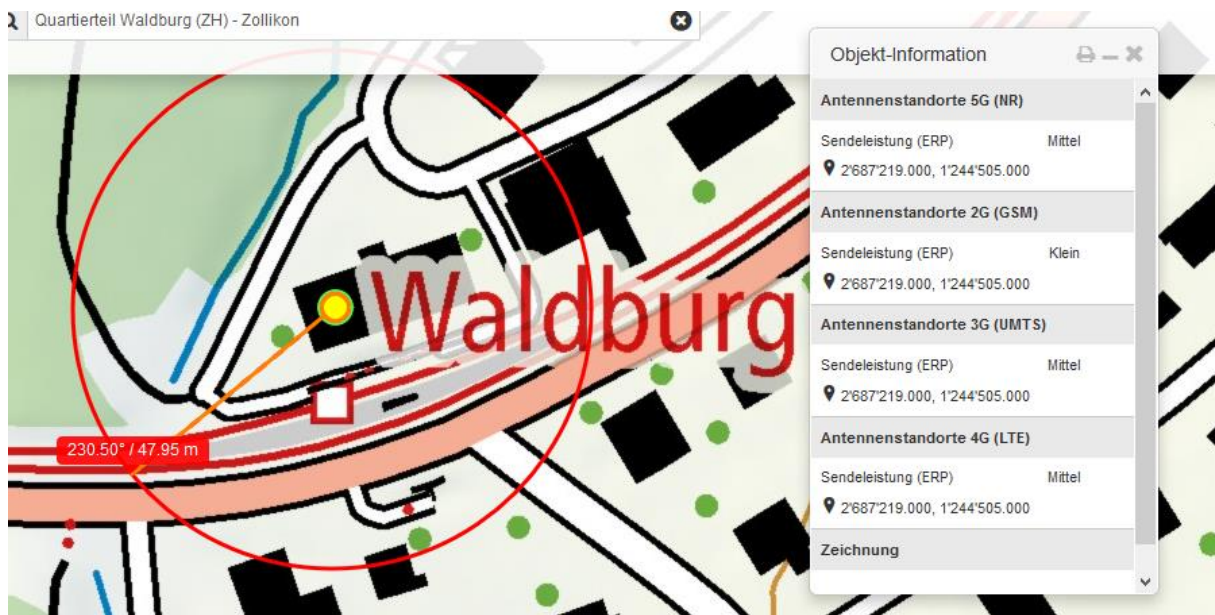 Quartierteil Waldburg (ZH) - Zollikon
Waldburg
230.50° / 47.95 m
Objekt-Information
Antennenstandorte 5G (NR)
Sendeleistung (ERP) Mittel
2'687'219.000, 1'244'505.000
Antennenstandorte 2G (GSM)
Sendeleistung (ERP) Klein
2'687'219.000, 1'244'505.000
Antennenstandorte 3G (UMTS)
Sendeleistung (ERP) Mittel
2'687'219.000, 1'244'505.000
Antennenstandorte 4G (LTE)
Sendeleistung (ERP) Mittel
2'687'219.000, 1'244'505.000
Zeichnung